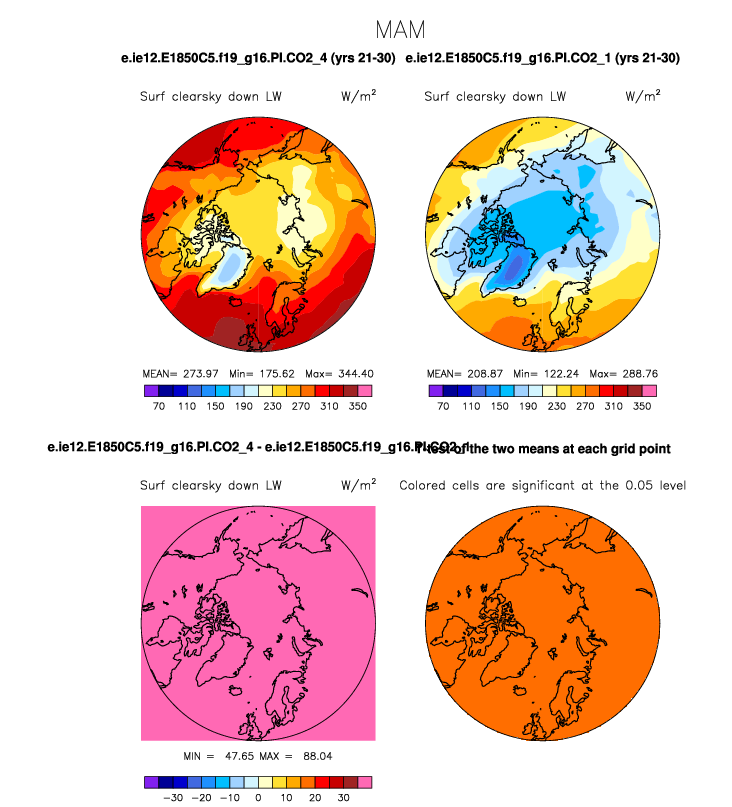 MAM
e.ie12.E1850C5.f19_g16.PI.CO2_4 (yrs 21-30) e.ie12.E1850C5.f19_g16.PI.CO2_1 (yrs 21-30)
Surf clearsky down LW W/m² Surf clearsky down LW W/m²
MEAN= 273.97 Min= 175.62 Max= 344.40 MEAN= 208.87 Min= 122.24 Max= 288.76
70 110 150 190 230 270 310 350 70 110 150 190 230 270 310 350
e.ie12.E1850C5.f19_g16.PI.CO2_4 - e.ie12.E1850C5.f19_g16.PI.CO2_1 T-test of the two means at each grid point
Surf clearsky down LW W/m² Colored cells are significant at the 0.05 level
MIN = 47.65 MAX = 88.04
-30 -20 -10 0 10 20 30